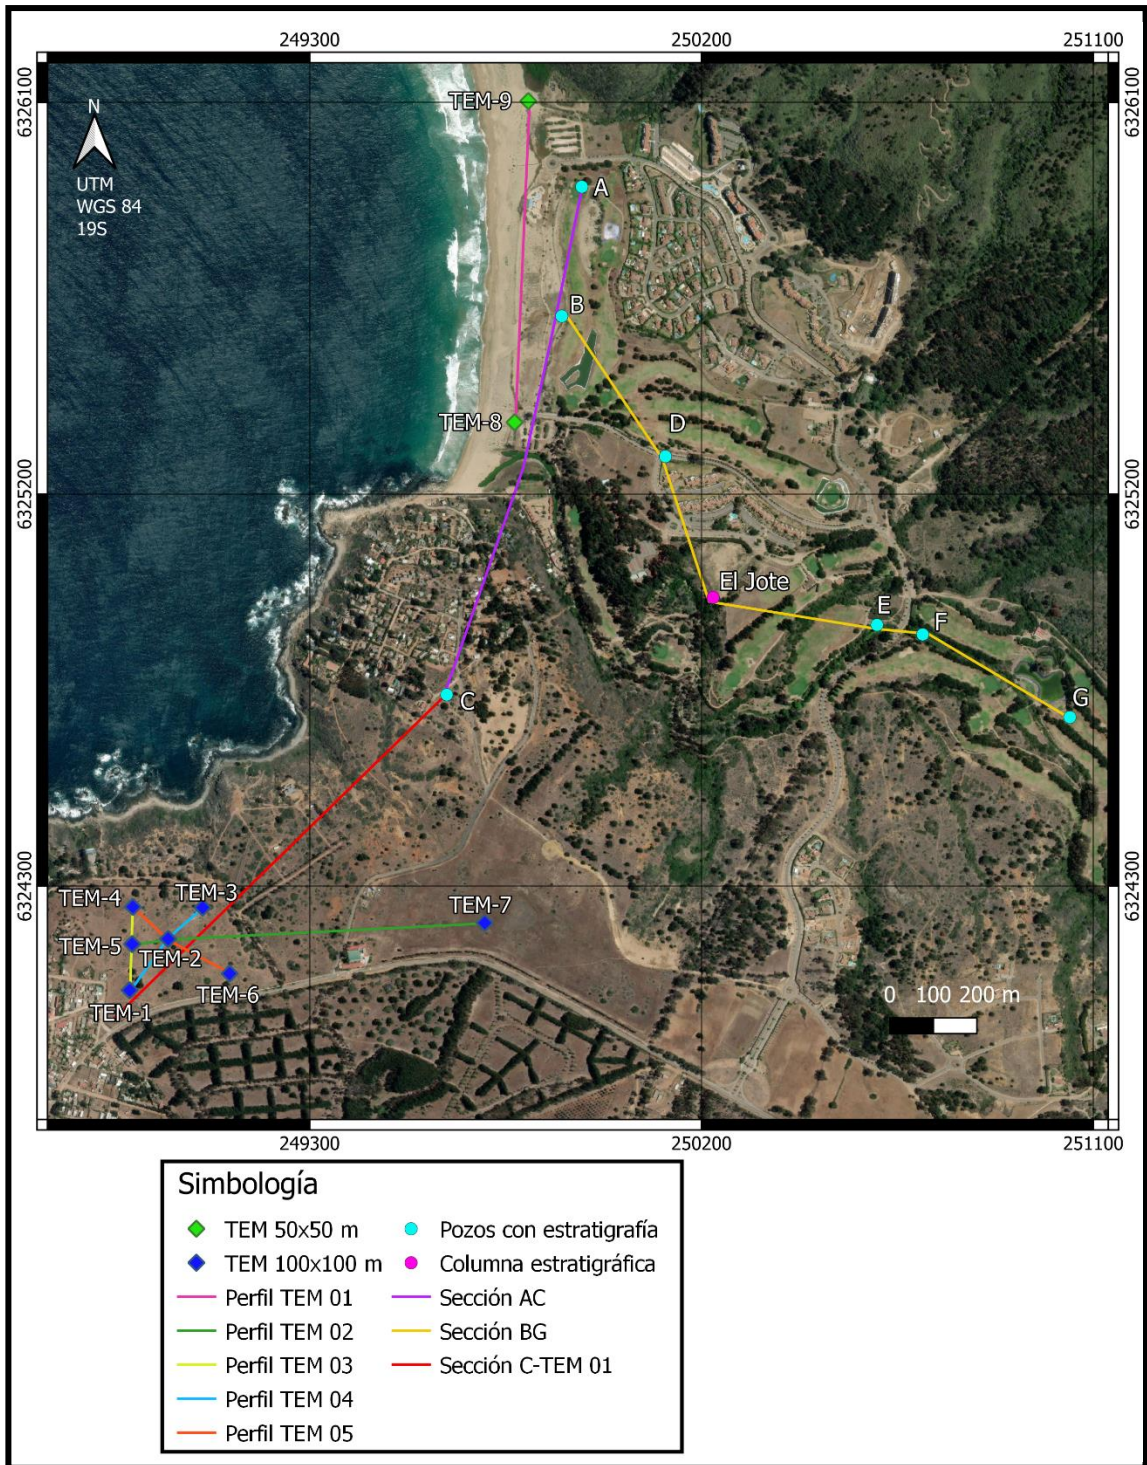 249300 250200 251100
6326100 6326100
N
UTM
WGS 84
19S
TEM-9
A
B
TEM-8
D
6325200 6325200
El Jote
E
F
C
G
6324300 6324300
TEM-4
TEM-3
TEM-7
TEM-5
TEM-2
TEM-6
TEM-1
0 100 200 m
249300 250200 251100
Simbología
TEM 50x50 m
TEM 100x100 m
Perfil TEM 01
Perfil TEM 02
Perfil TEM 03
Perfil TEM 04
Perfil TEM 05
Pozos con estratigrafía
Columna estratigráfica
Sección AC
Sección BG
Sección C-TEM 01